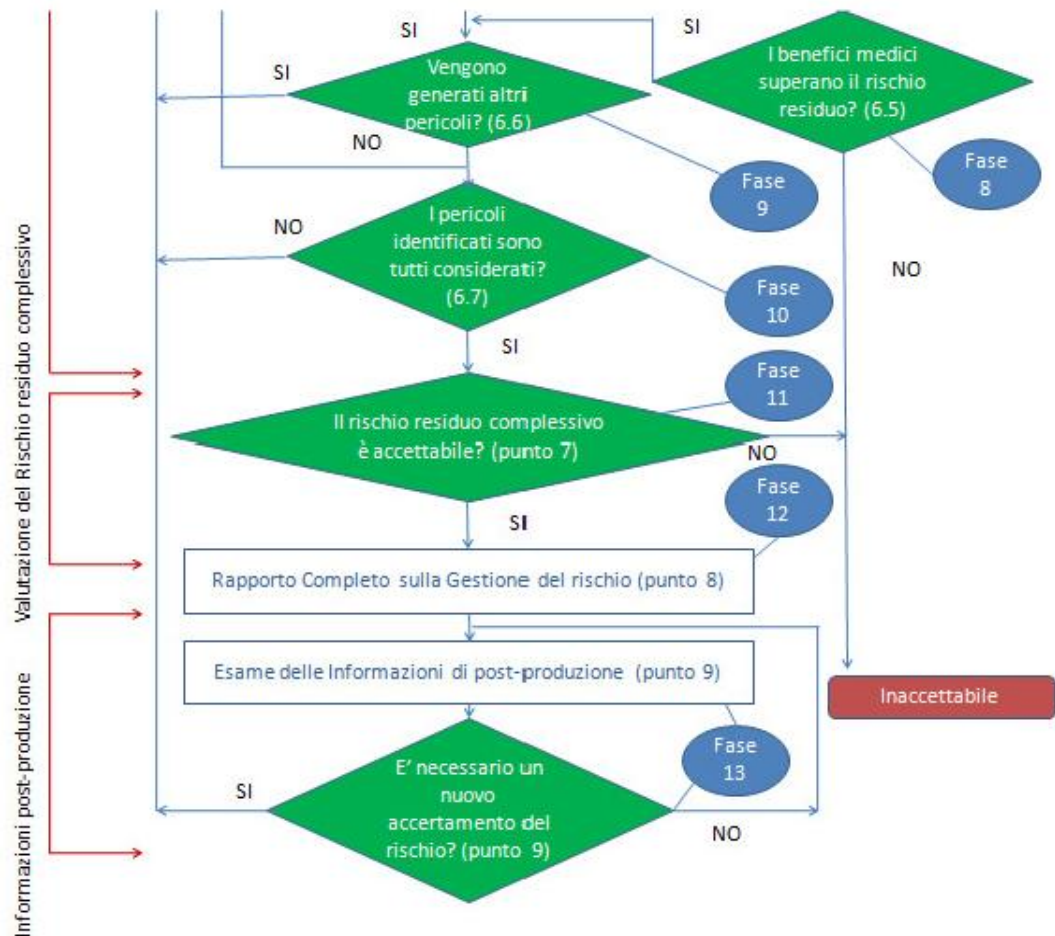 SI
SI
I benefici medici
superano il rischio
residuo? (6.5)
SI
Vengono
generati altri
pericoli? (6.6)
NO
Fase
8
Fase
9
NO
I pericoli
identificati sono
tutti considerati?
(6.7)
NO
Fase
10
SI
Fase
11
Il rischio residuo complessivo
è accettabile? (punto 7)
NO
Fase
12
SI
Rapporto Completo sulla Gestione del rischio (punto 8)
Esame delle Informazioni di post-produzione (punto 9)
Inaccettabile
Fase
13
E' necessario un
nuovo
accertamento del
rischio? (punto 9)
SI
NO
Valutazione del Rischio residuo complessivo
Informazioni post-produzione